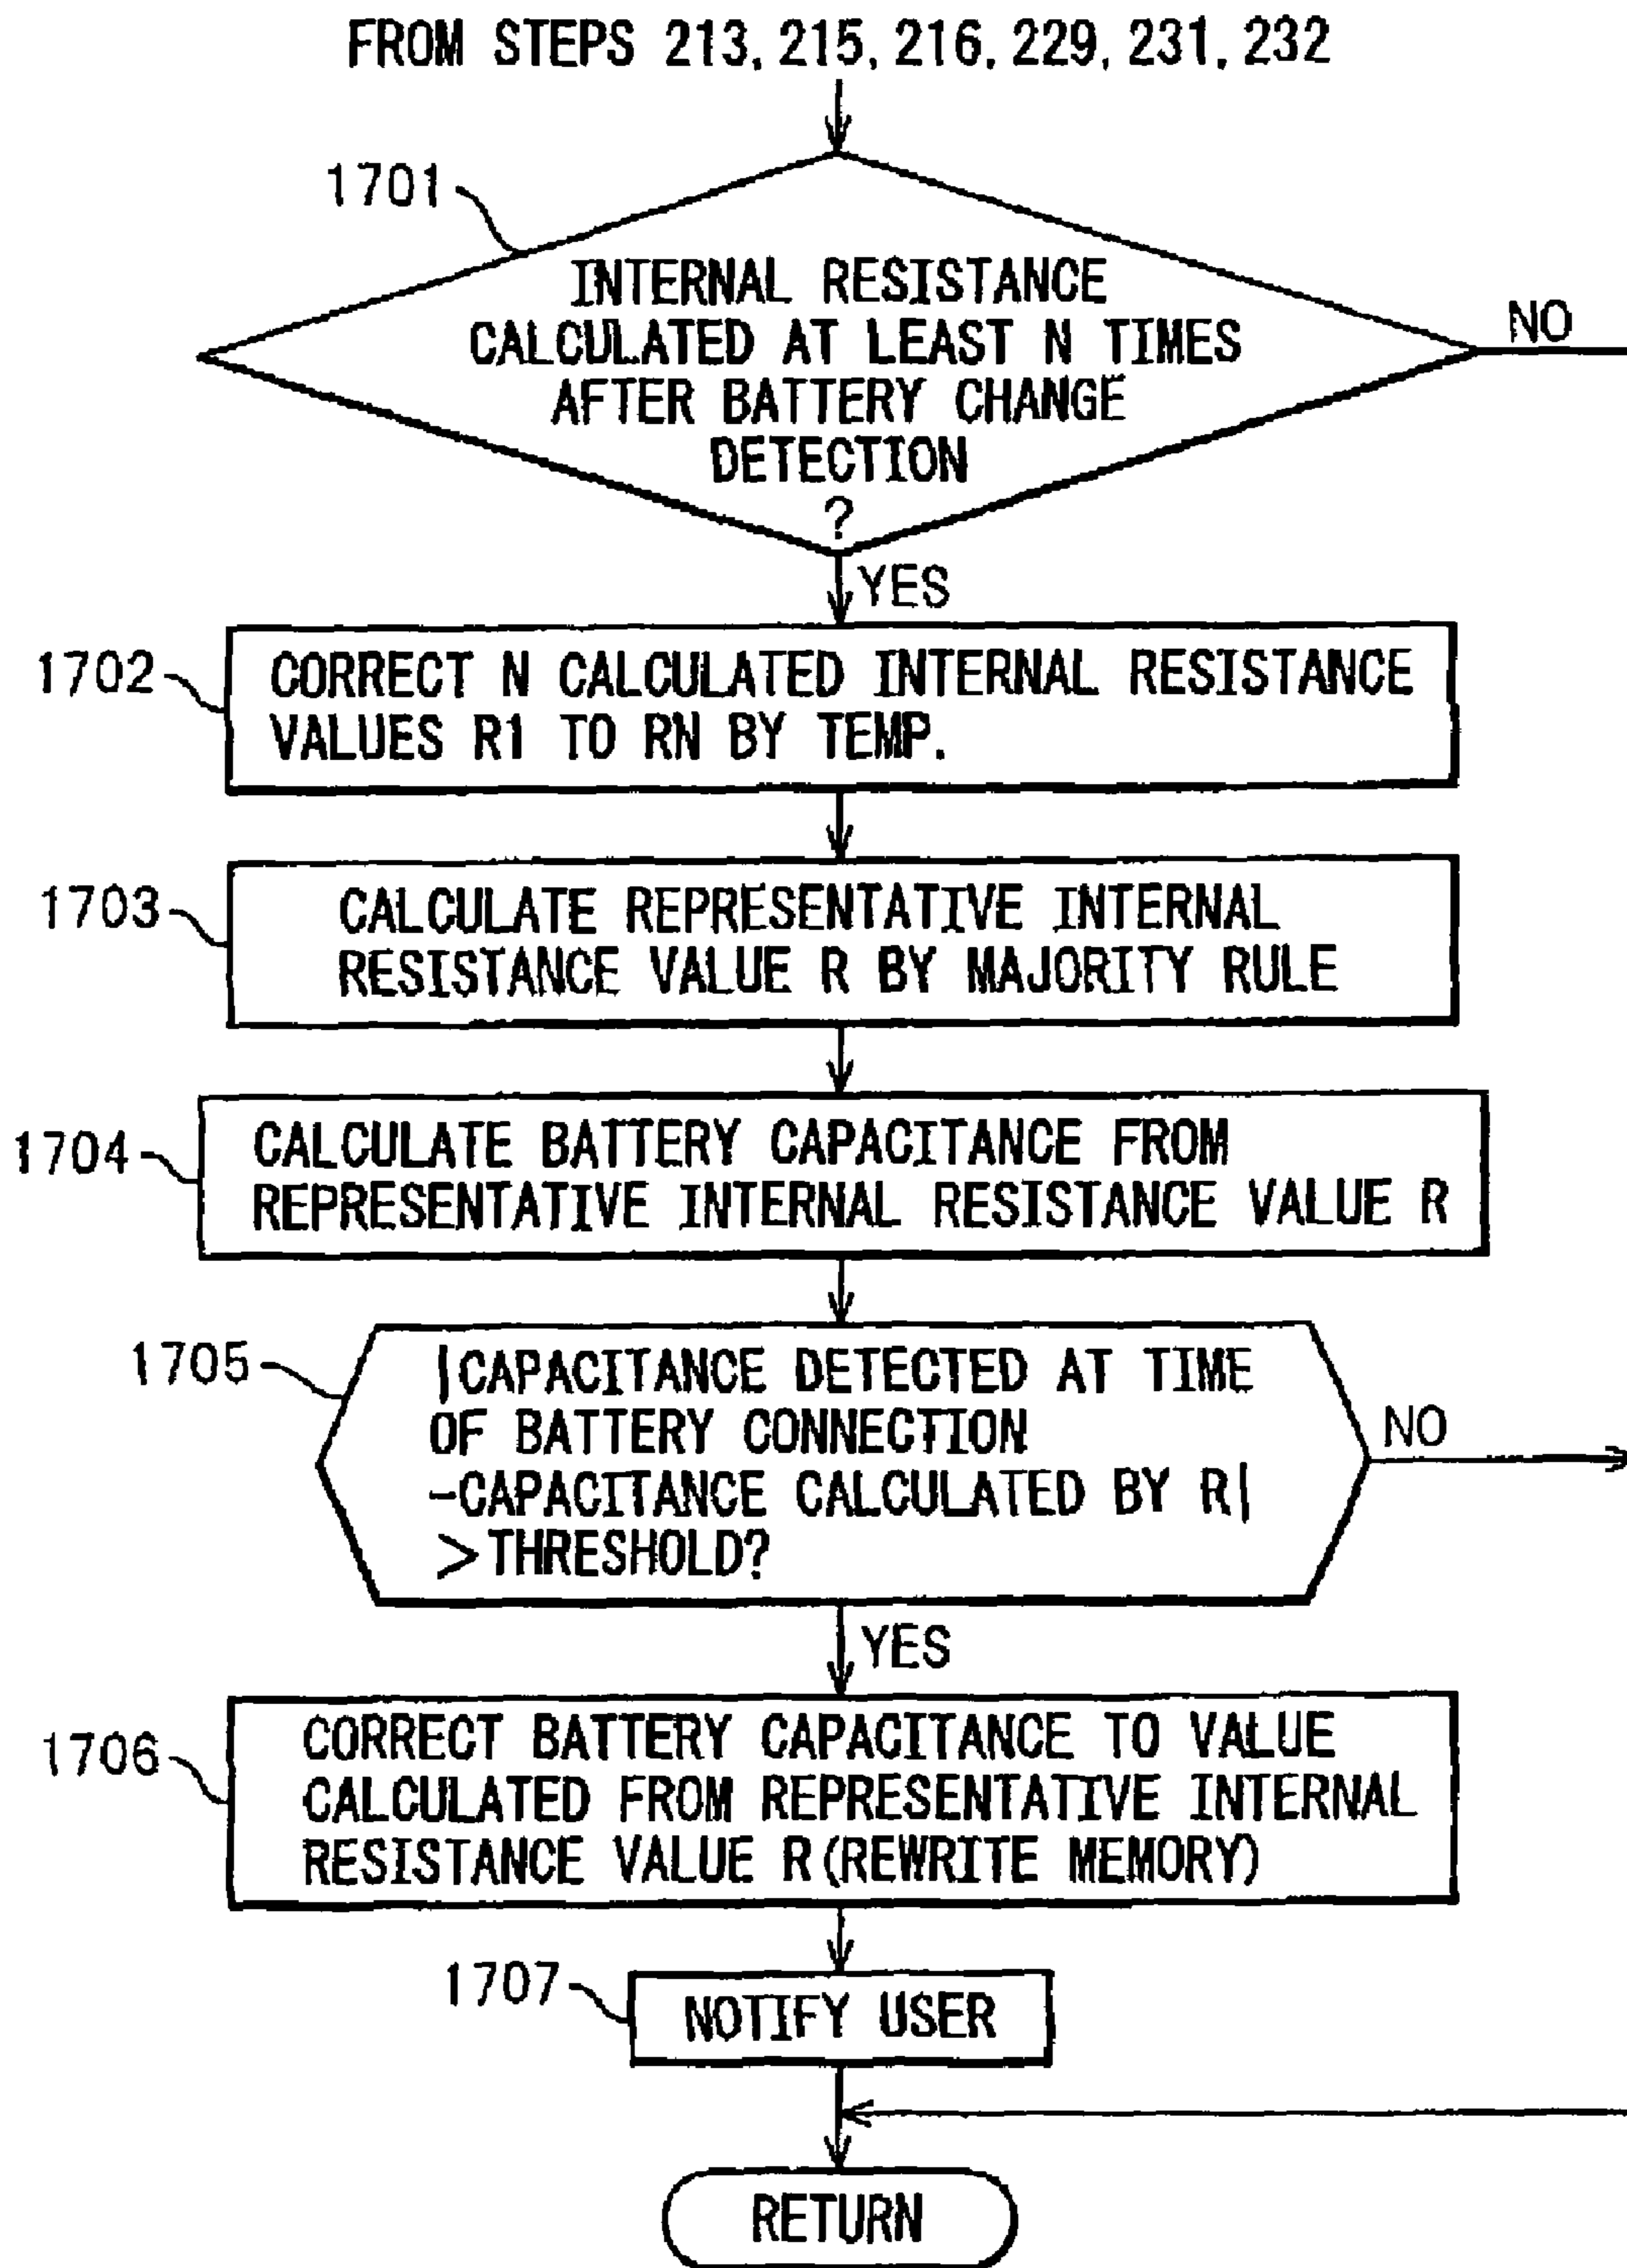 FROM STEPS 213, 215, 216, 229, 231, 232
1701
INTERNAL RESISTANCE
CALCULATED AT LEAST N TIMES
AFTER BATTERY CHANGE
DETECTION
?
NO
YES
1702
CORRECT N CALCULATED INTERNAL RESISTANCE
VALUES R1 TO RN BY TEMP.
1703
CALCULATE REPRESENTATIVE INTERNAL
RESISTANCE VALUE R BY MAJORITY RULE
1704
CALCULATE BATTERY CAPACITANCE FROM
REPRESENTATIVE INTERNAL RESISTANCE VALUE R
1705
|CAPACITANCE DETECTED AT TIME
OF BATTERY CONNECTION
-CAPACITANCE CALCULATED BY R|
>THRESHOLD?
NO
YES
1706
CORRECT BATTERY CAPACITANCE TO VALUE
CALCULATED FROM REPRESENTATIVE INTERNAL
RESISTANCE VALUE R(REWRITE MEMORY)
1707
NOTIFY USER
RETURN